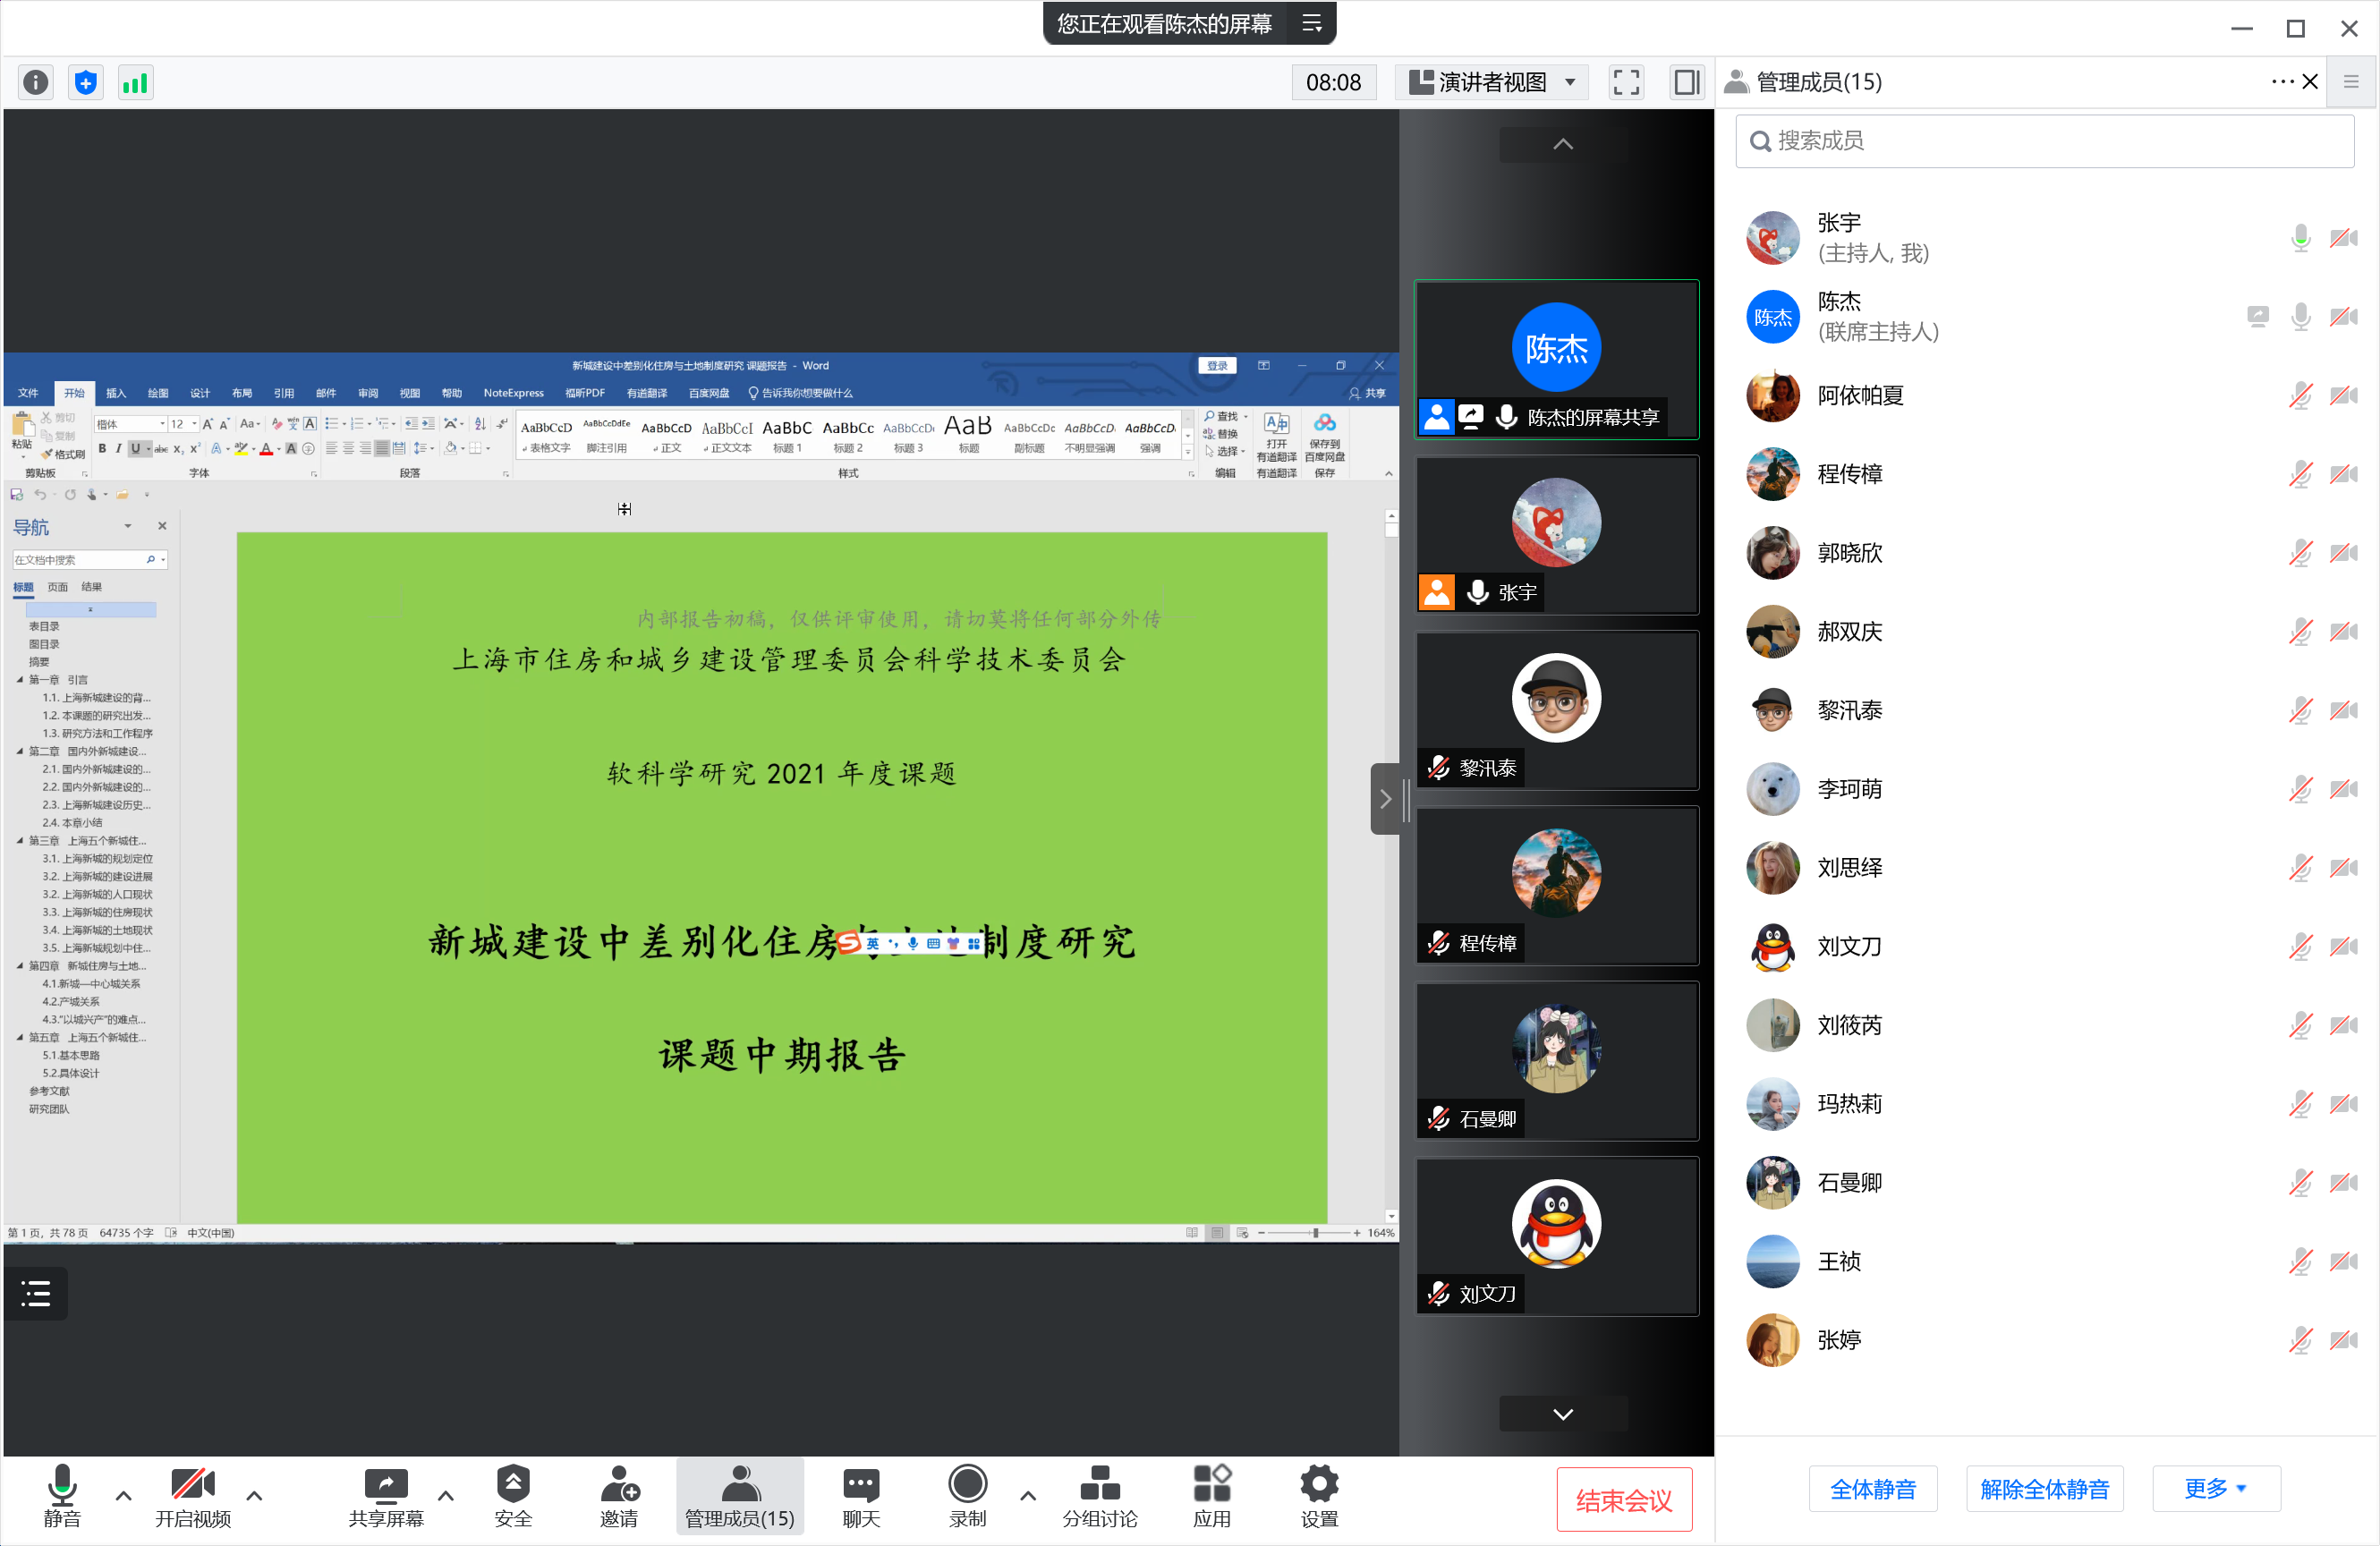 您正在观看陈杰的屏幕
08:08
演讲者视图
管理成员(15)
搜索成员
张宇
(主持人, 我)
陈杰
陈杰
(联席主持人)
阿依帕夏
程传樟
郭晓欣
郝双庆
黎汛泰
李珂萌
刘思绎
刘文刀
刘筱芮
玛热莉
石曼卿
王祯
张婷
全体静音
解除全体静音
更多
新城建设中差别化住房与土地制度研究 课题报告 - Word
登录
文件 开始 插入 绘图 设计 布局 引用 邮件 审阅 视图 帮助 NoteExpress 福昕PDF 有道翻译 百度网盘 告诉我你想要做什么
共享
粘贴
剪切
复制
格式刷
剪贴板
楷体 12
字体
段落
AaBbCcD AaBbCcDdEe AaBbCcD AaBbCcI AaBbC AaBbCc AaBbCcD AaB AaBbCcDc AaBbCcD AaBbCcD
表格文字 脚注引用 正文 正文文本 标题 1 标题 2 标题 3 标题 副标题 不明显强调 强调
样式
查找
替换
选择
编辑
打开
有道翻译
有道翻译
保存到
百度网盘
保存
导航
在文档中搜索
标题 页面 结果
表目录
图目录
摘要
第一章 引言
1.1. 上海新城建设的背...
1.2. 本课题的研究出发...
1.3. 研究方法和工作程序
第二章 国内外新城建设...
2.1. 国内外新城建设的...
2.2. 国内外新城建设的...
2.3. 上海新城建设历史...
2.4. 本章小结
第三章 上海五个新城住...
3.1. 上海新城的规划定位
3.2. 上海新城的建设进展
3.2. 上海新城的人口现状
3.3. 上海新城的住房现状
3.4. 上海新城的土地现状
3.5. 上海新城规划中住...
第四章 新城住房与土地...
4.1.新城—中心城关系
4.2.产城关系
4.3."以城兴产"的难点...
第五章 上海五个新城住...
5.1.基本思路
5.2.具体设计
参考文献
研究团队
内部报告初稿，仅供评审使用，请切莫将任何部分外传
上海市住房和城乡建设管理委员会科学技术委员会
软科学研究 2021 年度课题
新城建设中差别化住房 制度研究
英
课题中期报告
第 1 页，共 78 页 64735 个字 中文(中国)
164%
陈杰
陈杰的屏幕共享
张宇
黎汛泰
程传樟
石曼卿
刘文刀
静音
开启视频
共享屏幕
安全
邀请
管理成员(15)
聊天
录制
分组讨论
应用
设置
结束会议